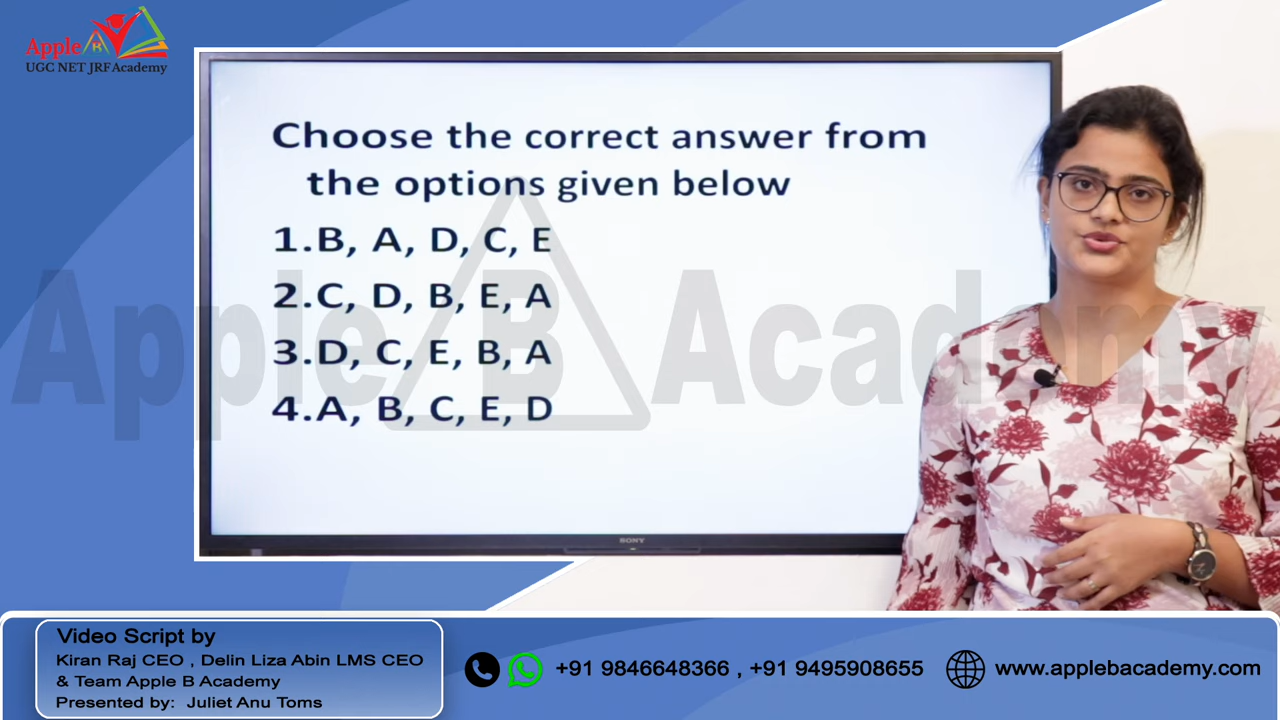 Apple B
UGC NET JRF Academy
Choose the correct answer from
the options given below
1.B, A, D, C, E
2.C, D, B, E, A
3.D, C, E, B, A
4.A, B, C, E, D
Apple B Academy
SONY
Video Script by
Kiran Raj CEO , Delin Liza Abin LMS CEO
& Team Apple B Academy
Presented by: Juliet Anu Toms
+91 9846648366 , +91 9495908655
www.applebacademy.com